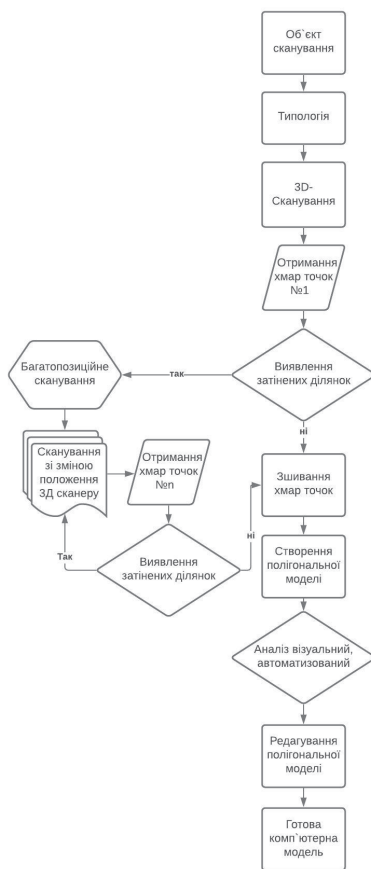 Об`єкт
сканування
Типологія
3D-
Сканування
Отримання
хмар точок
№1
Виявлення
затінених ділянок
так
Багатопозиційне
сканування
ні
Сканування
зі зміною
положення
3Д сканеру
Отримання
хмар точок
№n
Виявлення
затінених ділянок
Так
ні
Зшивання
хмар точок
Створення
полігональної
моделі
Аналіз візуальний,
автоматизований
Редагування
полігональної
моделі
Готова
комп`ютерна
модель